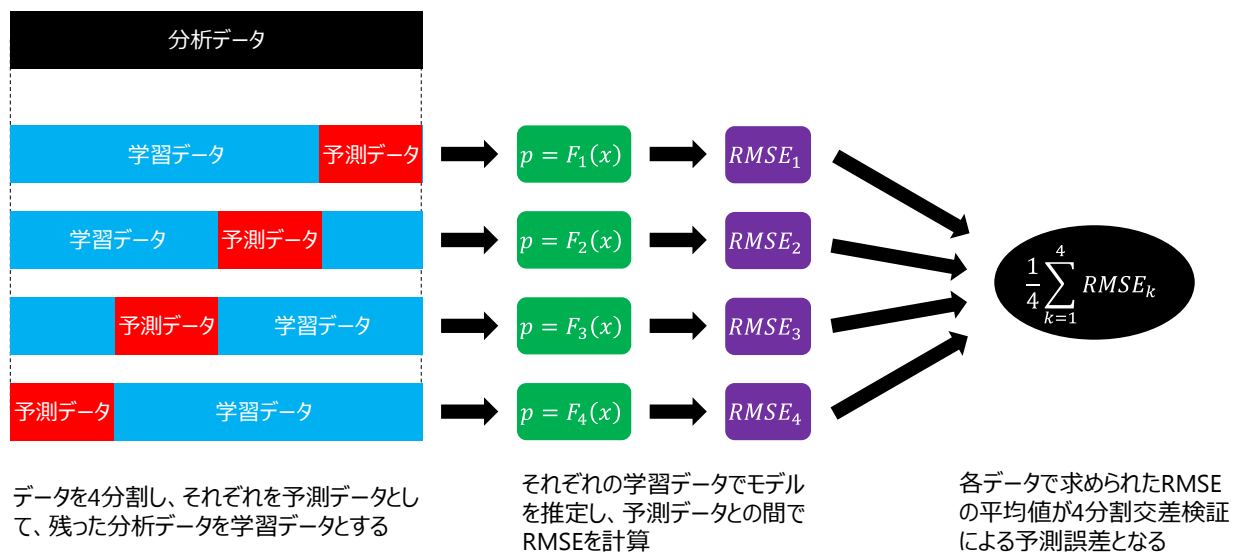 分析データ
学習データ 予測データ
p = F₁(x)
RMSE₁
学習データ 予測データ
p = F₂(x)
RMSE₂
予測データ 学習データ
p = F₃(x)
RMSE₃
予測データ 学習データ
p = F₄(x)
RMSE₄
1/4 ∑_{k=1}^{4} RMSEₖ
データを4分割し、それぞれを予測データとし
て、残った分析データを学習データとする
それぞれの学習データでモデル
を推定し、予測データとの間で
RMSEを計算
各データで求められたRMSE
の平均値が4分割交差検証
による予測誤差となる